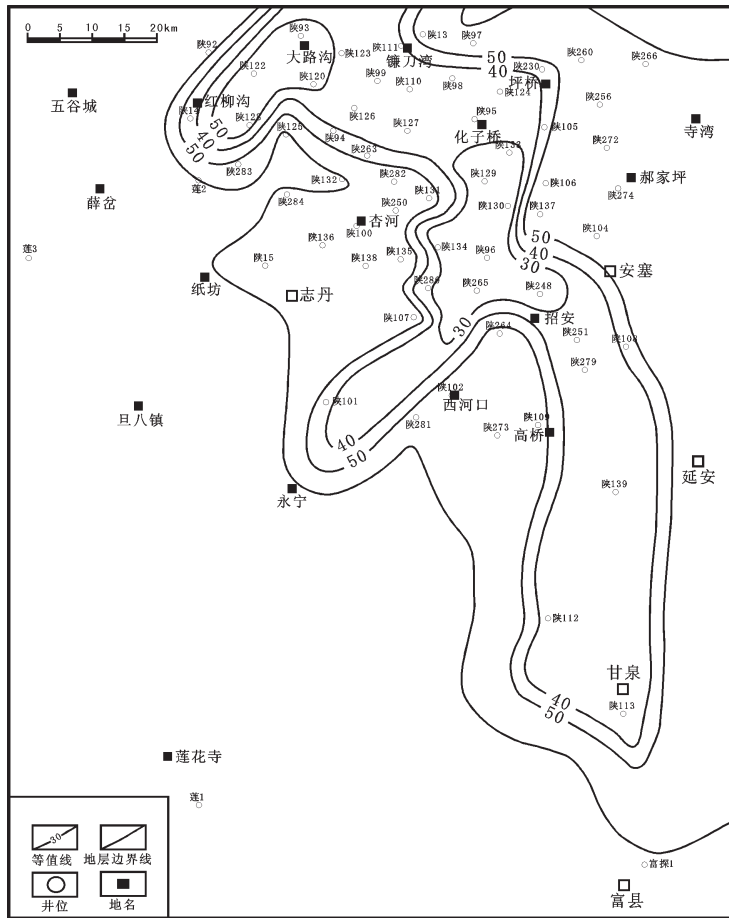 0 5 10 15 20km
陕93
陕13
陕97
陕92
大路沟
陕123
陕111
镰刀湾
陕260
陕266
陕122
陕120
陕99
陕110
陕98
50
40
陕230
坪桥
陕124
五谷城
红柳沟
陕14
陕128
陕126
陕95
化子桥
陕256
寺湾
50
40
50
陕125
陕94
陕127
陕105
陕263
陕133
陕272
陕283
莲2
陕132
陕282
陕129
陕106
郝家坪
陕274
薛岔
陕284
陕131
陕250
陕130
陕137
杏河
陕100
陕104
莲3
陕136
陕134
陕96
50
40
30
陕15
陕138
陕135
安塞
纸坊
志丹
陕286
陕265
陕248
陕107
30
陕264
招安
陕251
陕108
陕279
旦八镇
陕101
陕102
西河口
陕281
陕109
陕273
高桥
40
50
延安
永宁
陕139
陕112
甘泉
40
50
陕113
莲花寺
莲1
30
等值线
地层边界线
井位
地名
富探1
富县